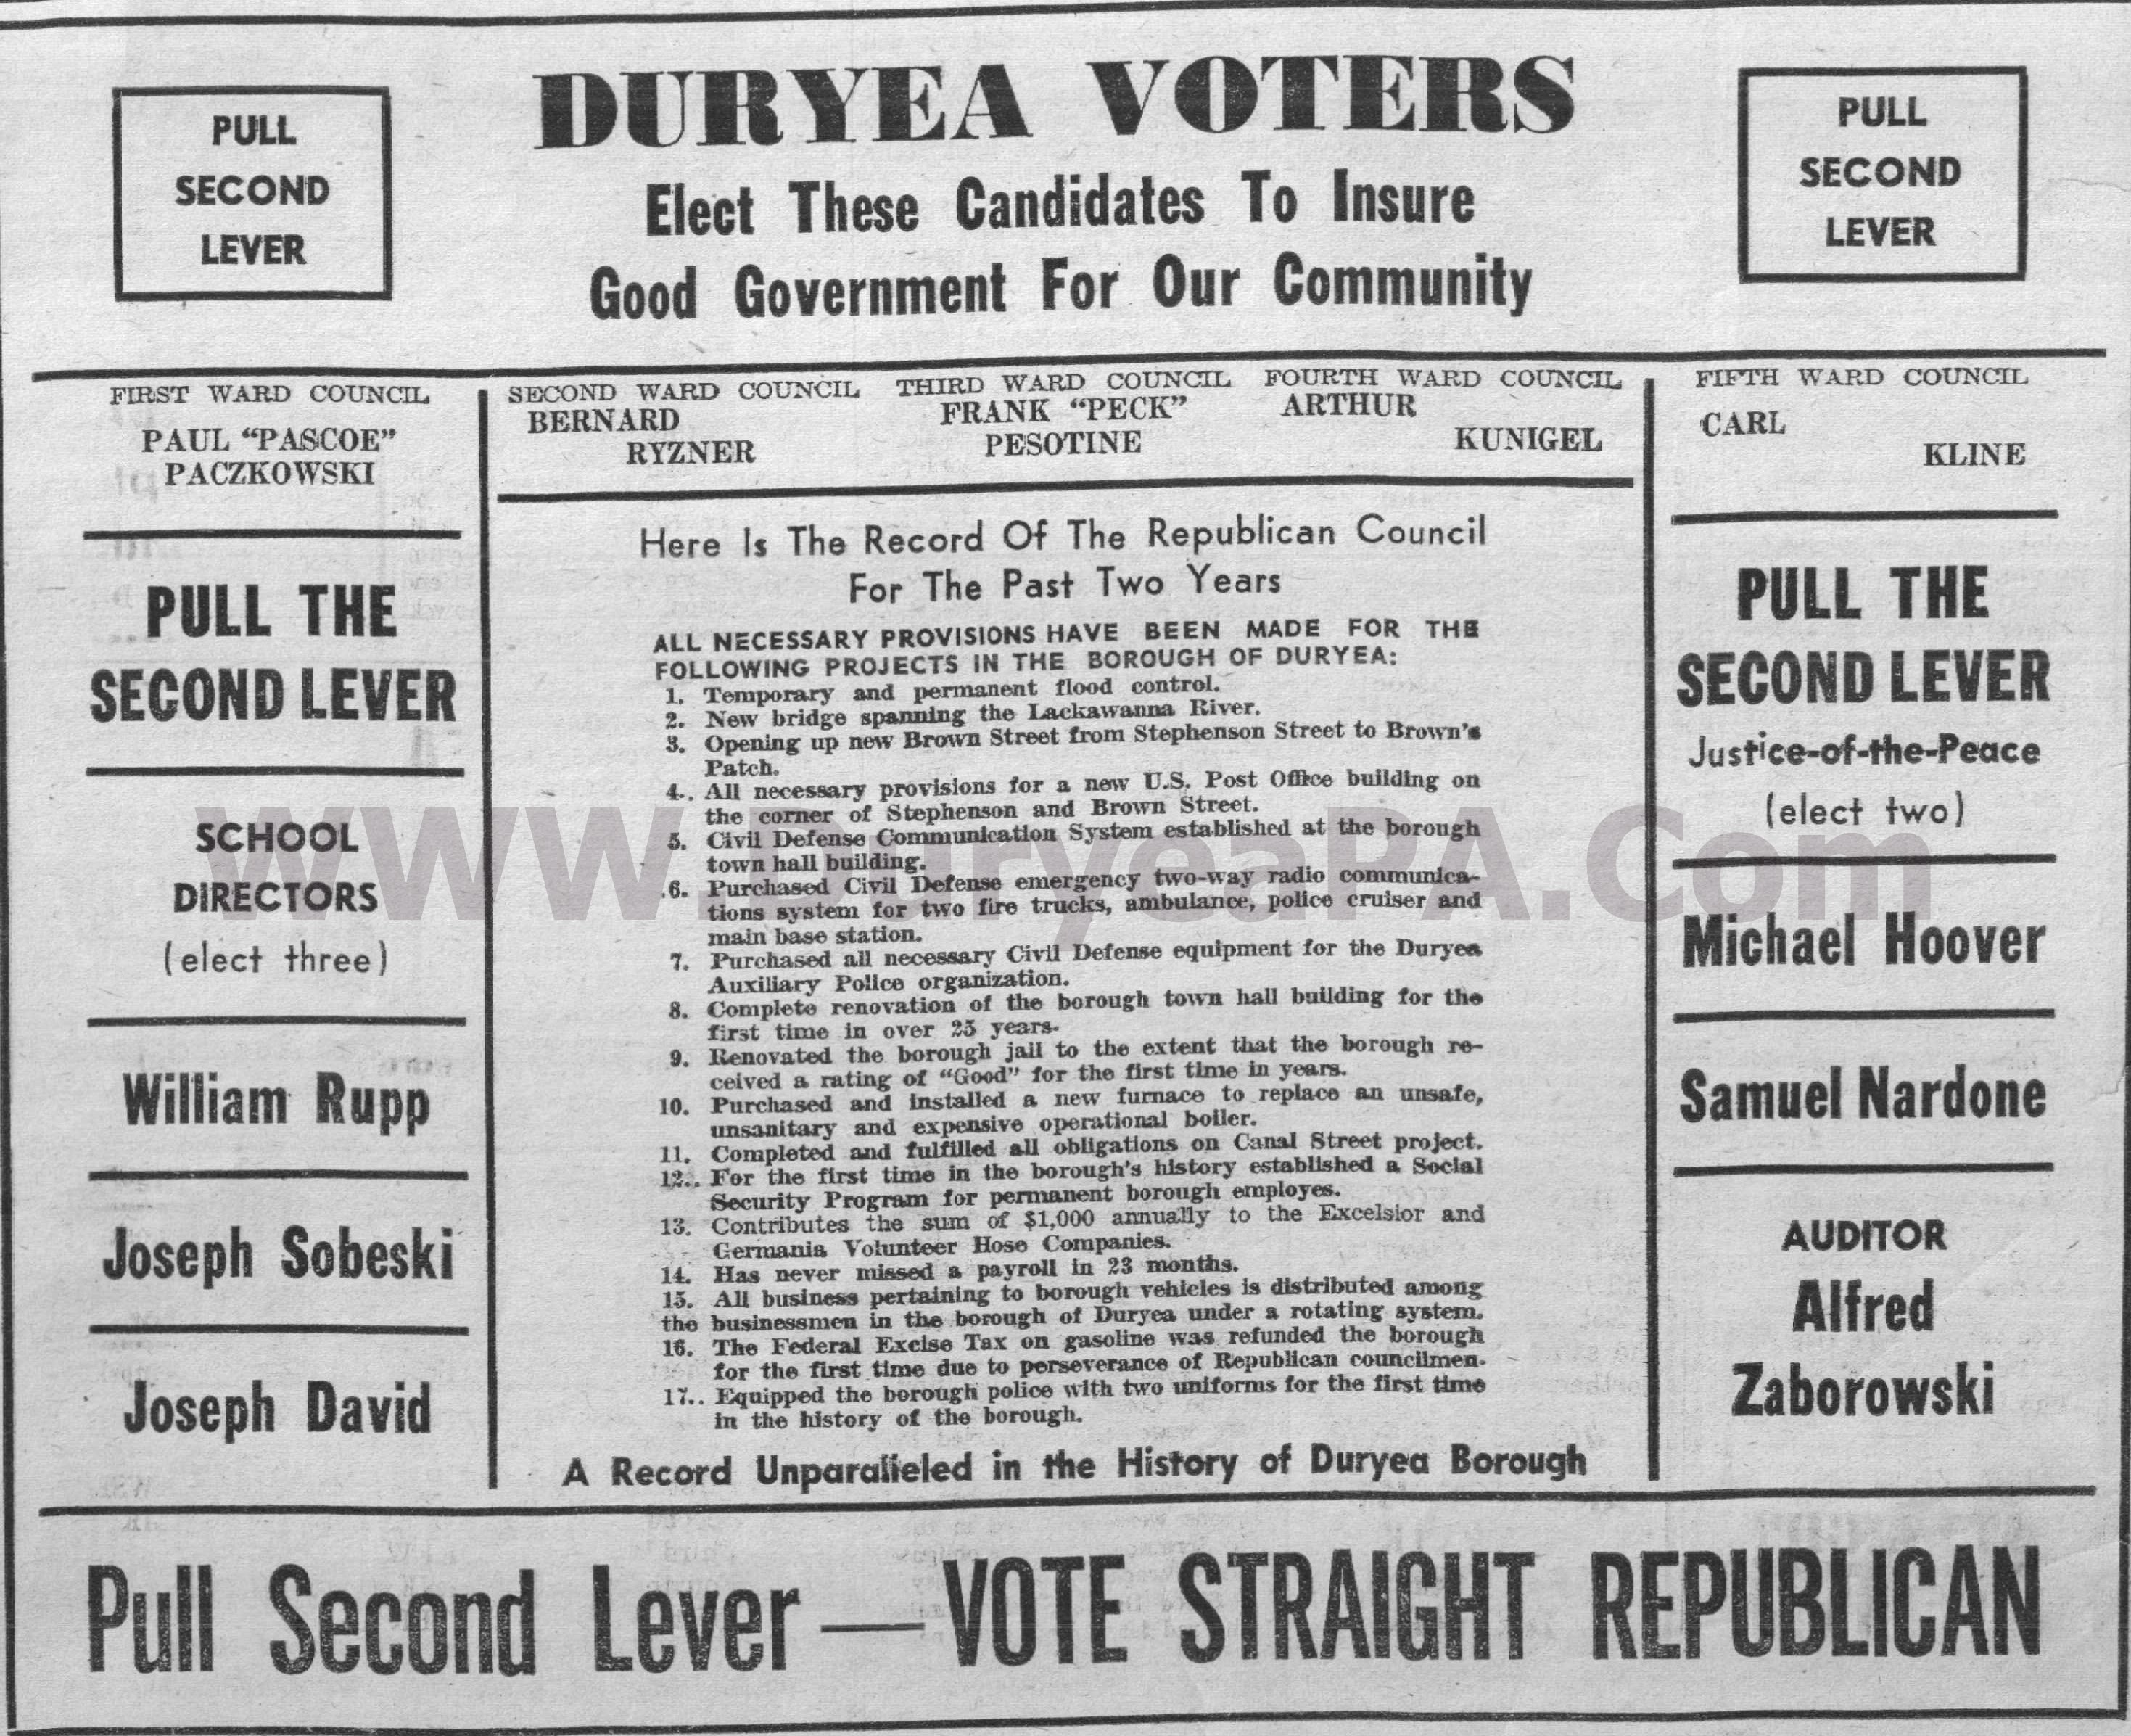 PULL
SECOND
LEVER
DURYEA VOTERS
Elect These Candidates To Insure
Good Government For Our Community
PULL
SECOND
LEVER
FIRST WARD COUNCIL
PAUL "PASCOE"
PACZKOWSKI
SECOND WARD COUNCIL
BERNARD
RYZNER
THIRD WARD COUNCIL
FRANK "PECK"
PESOTINE
FOURTH WARD COUNCIL
ARTHUR
KUNIGEL
FIFTH WARD COUNCIL
CARL
KLINE
PULL THE
SECOND LEVER
SCHOOL
DIRECTORS
(elect three)
William Rupp
Joseph Sobeski
Joseph David
Here Is The Record Of The Republican Council
For The Past Two Years
ALL NECESSARY PROVISIONS HAVE BEEN MADE FOR THE
FOLLOWING PROJECTS IN THE BOROUGH OF DURYEA:
1. Temporary and permanent flood control.
2. New bridge spanning the Lackawanna River.
3. Opening up new Brown Street from Stephenson Street to Brown's
Patch.
4.. All necessary provisions for a new U.S. Post Office building on
the corner of Stephenson and Brown Street.
5. Civil Defense Communication System established at the borough
town hall building.
.6. Purchased Civil Defense emergency two-way radio communica-
tions system for two fire trucks, ambulance, police cruiser and
main base station.
7. Purchased all necessary Civil Defense equipment for the Duryea
Auxiliary Police organization.
8. Complete renovation of the borough town hall building for the
first time in over 25 years.
9. Renovated the borough jail to the extent that the borough re-
ceived a rating of "Good" for the first time in years.
10. Purchased and installed a new furnace to replace an unsafe,
unsanitary and expensive operational boiler.
11. Completed and fulfilled all obligations on Canal Street project.
12.. For the first time in the borough's history established a Social
Security Program for permanent borough employes.
13. Contributes the sum of $1,000 annually to the Excelsior and
Germania Volunteer Hose Companies.
14. Has never missed a payroll in 23 months.
15. All business pertaining to borough vehicles is distributed among
the businessmen in the borough of Duryea under a rotating system.
16. The Federal Excise Tax on gasoline was refunded the borough
for the first time due to perseverance of Republican councilmen.
17.. Equipped the borough police with two uniforms for the first time
in the history of the borough.
A Record Unparalleled in the History of Duryea Borough
PULL THE
SECOND LEVER
Justice-of-the-Peace
(elect two)
Michael Hoover
Samuel Nardone
AUDITOR
Alfred
Zaborowski
Pull Second Lever — VOTE STRAIGHT REPUBLICAN
www.DuryeaPA.Com